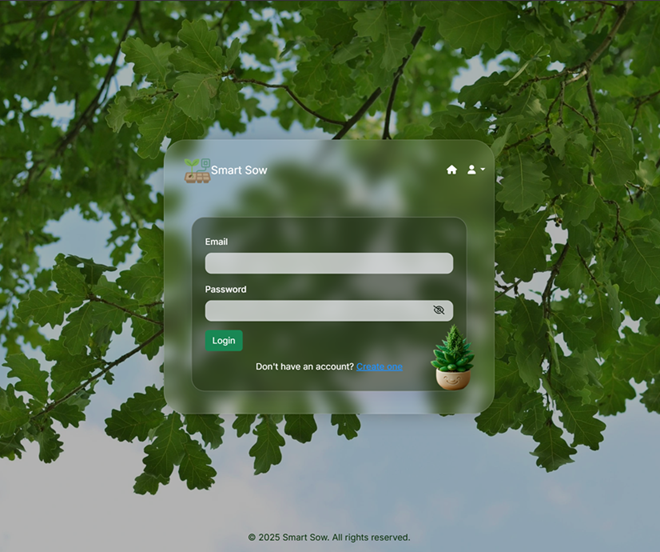 Smart Sow
Email
Password
Login
Don't have an account? Create one
© 2025 Smart Sow. All rights reserved.